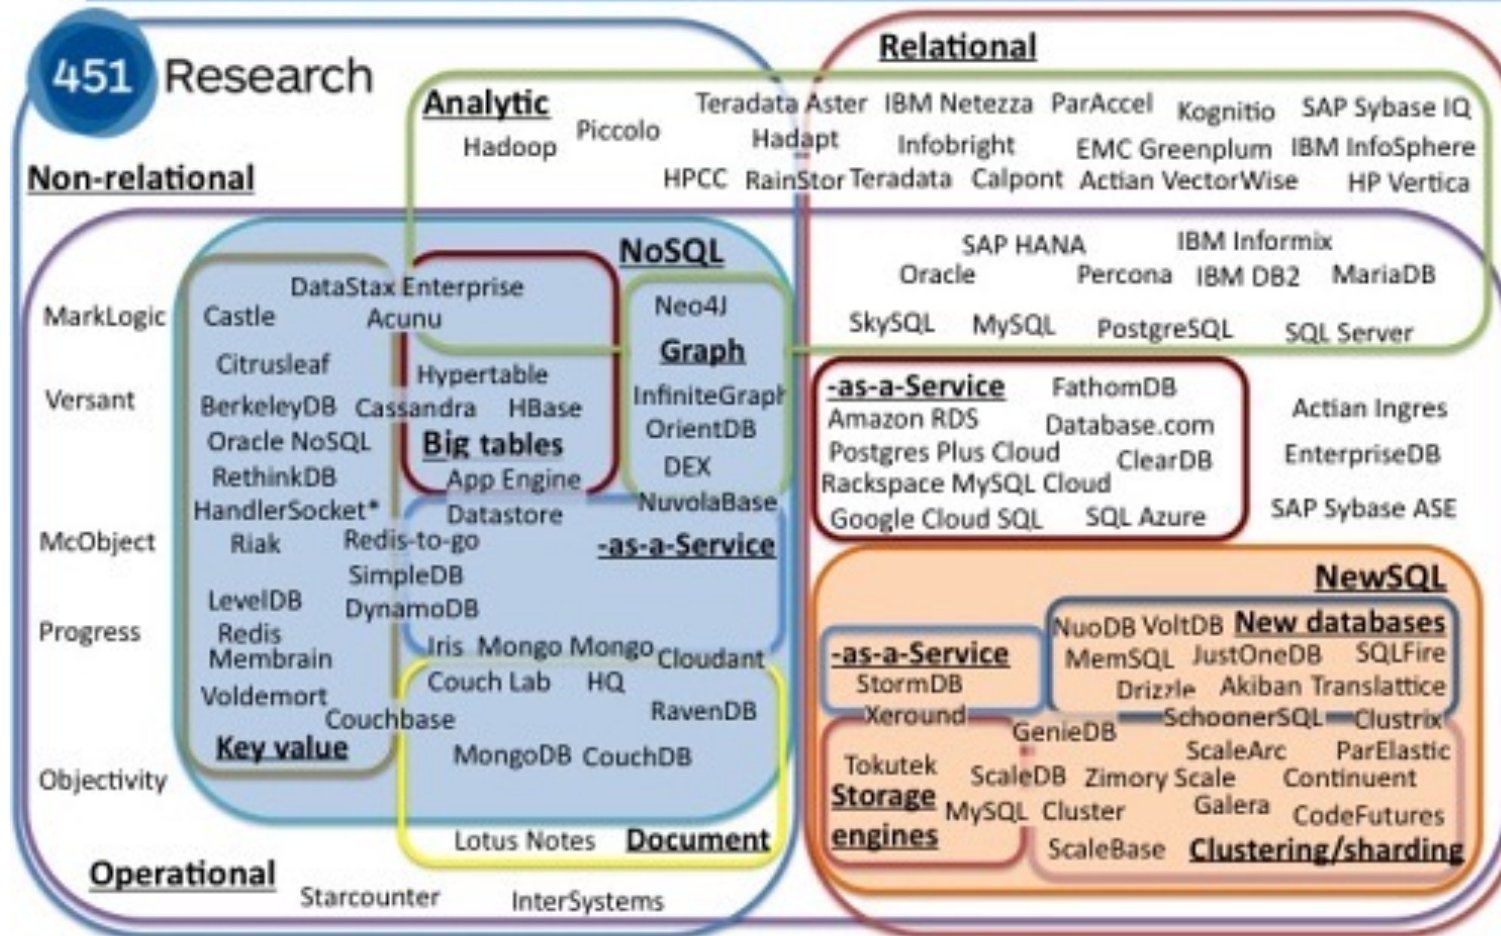 451 Research
Relational
Analytic
Teradata Aster IBM Netezza ParAccel Kognitio SAP Sybase IQ
Hadoop Piccolo Hadapt Infobright EMC Greenplum IBM InfoSphere
HPCC RainStor Teradata Calpont Actian VectorWise HP Vertica
Non-relational
NoSQL
SAP HANA IBM Informix
Oracle Percona IBM DB2 MariaDB
SkySQL MySQL PostgreSQL SQL Server
DataStax Enterprise
Acunu
Neo4J
Graph
InfiniteGraph
OrientDB
DEX
NuvolaBase
MarkLogic
Versant
McObject
Progress
Objectivity
Castle
Citrusleaf
BerkeleyDB
Oracle NoSQL
RethinkDB
HandlerSocket*
Riak
LevelDB
Redis
Membrain
Voldemort
Couchbase
Key value
Hypertable
Cassandra HBase
Big tables
App Engine
Datastore
Redis-to-go
-as-a-Service
SimpleDB
DynamoDB
Iris Mongo Mongo Cloudant
Couch Lab HQ
RavenDB
MongoDB CouchDB
Lotus Notes Document
Operational
Starcounter InterSystems
-as-a-Service FathomDB
Amazon RDS Database.com
Postgres Plus Cloud ClearDB
Rackspace MySQL Cloud
Google Cloud SQL SQL Azure
Actian Ingres
EnterpriseDB
SAP Sybase ASE
NewSQL
NuoDB VoltDB New databases
MemSQL JustOneDB SQLFire
Drizzle Akiban Translattice
-as-a-Service
StormDB
Xeround
GenieDB SchoonerSQL Clustrix
ScaleArc ParElastic
Tokutek ScaleDB Zimory Scale Continuent
Storage
engines
MySQL Cluster Galera CodeFutures
ScaleBase Clustering/sharding